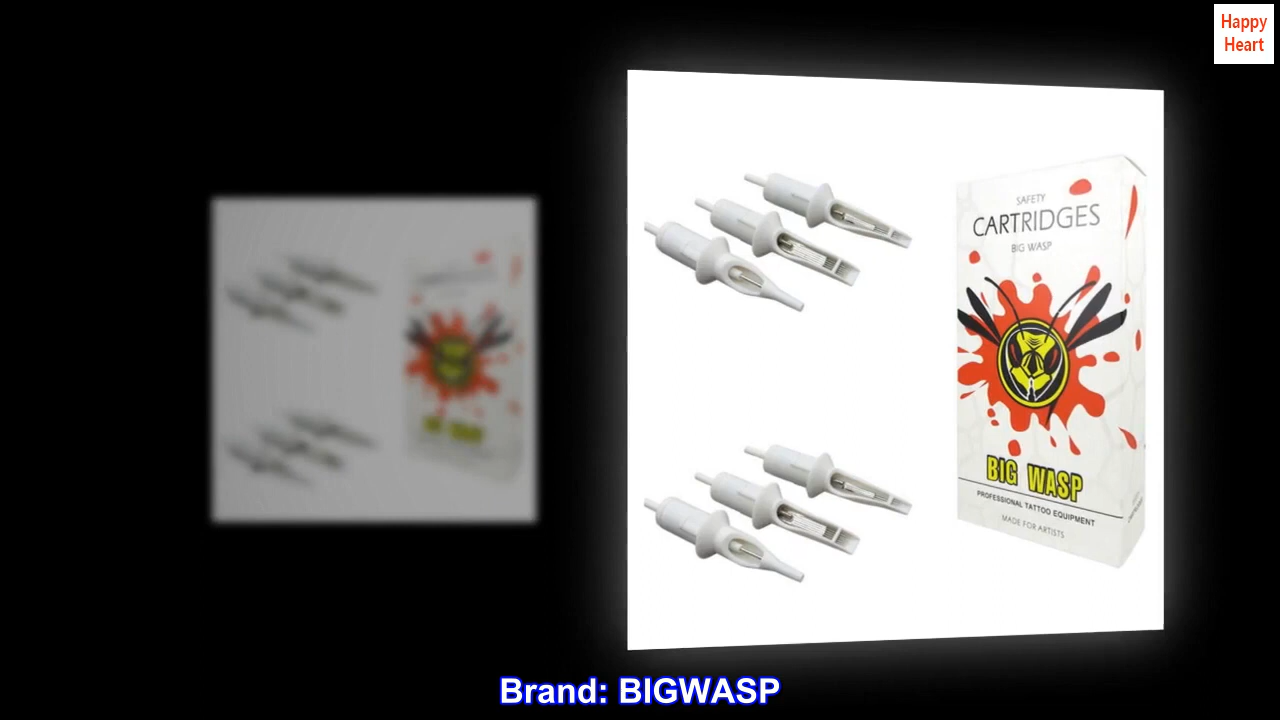 Happy
Heart
SAFETY
CARTRIDGES
BIG WASP
BIG WASP
PROFESSIONAL TATTOO EQUIPMENT
MADE FOR ARTISTS
Brand: BIGWASP